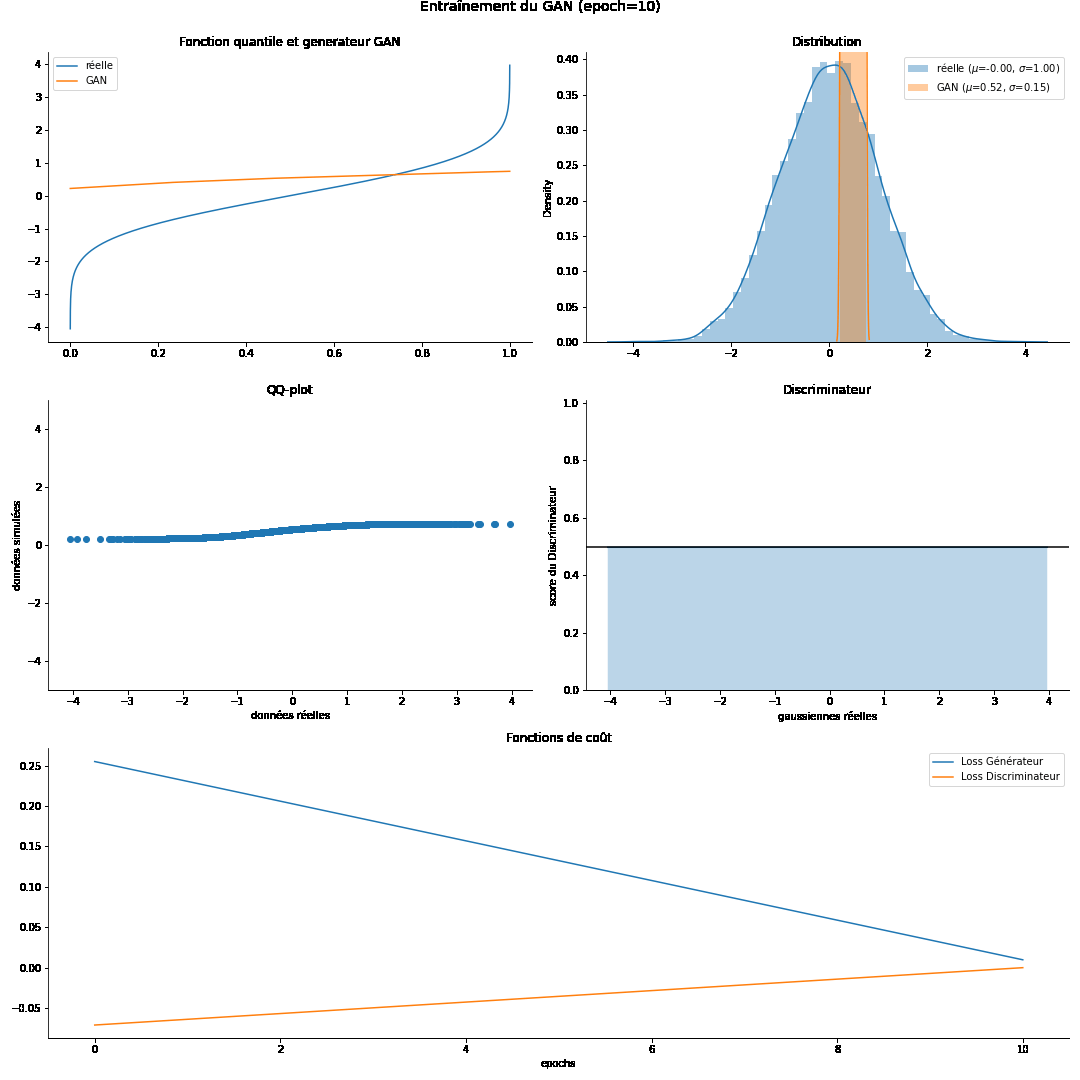 Entraînement du GAN (epoch=10)
Fonction quantile et generateur GAN
réelle
GAN
4
3
2
1
0
−1
−2
−3
−4
0.0 0.2 0.4 0.6 0.8 1.0
Distribution
réelle (μ=-0.00, σ=1.00)
GAN (μ=0.52, σ=0.15)
Density
0.40
0.35
0.30
0.25
0.20
0.15
0.10
0.05
0.00
−4 −2 0 2 4
QQ-plot
données simulées
4
2
0
−2
−4
−4 −3 −2 −1 0 1 2 3 4
données réelles
Discriminateur
score du Discriminateur
1.0
0.8
0.6
0.4
0.2
0.0
−4 −3 −2 −1 0 1 2 3 4
gaussiennes réelles
Fonctions de coût
Loss Générateur
Loss Discriminateur
0.25
0.20
0.15
0.10
0.05
0.00
−0.05
0 2 4 6 8 10
epochs